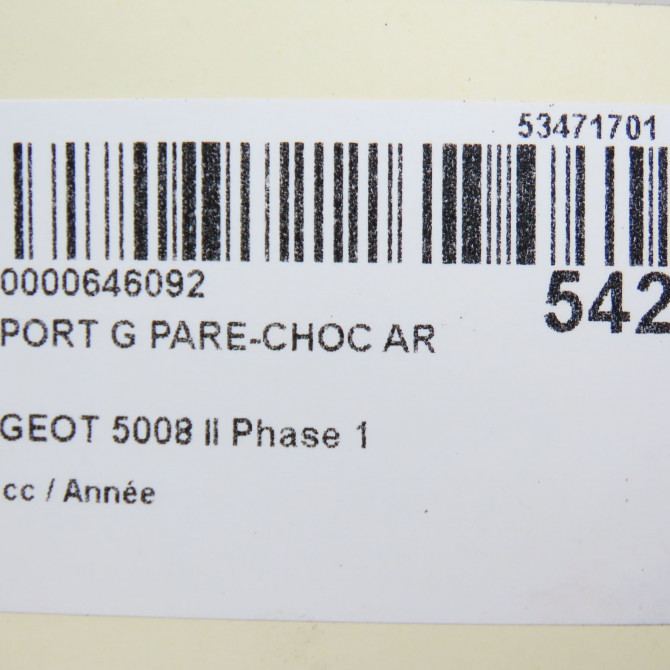 53471701
0000646092
542
PORT G PARE-CHOC AR
GEOT 5008 II Phase 1
cc / Année